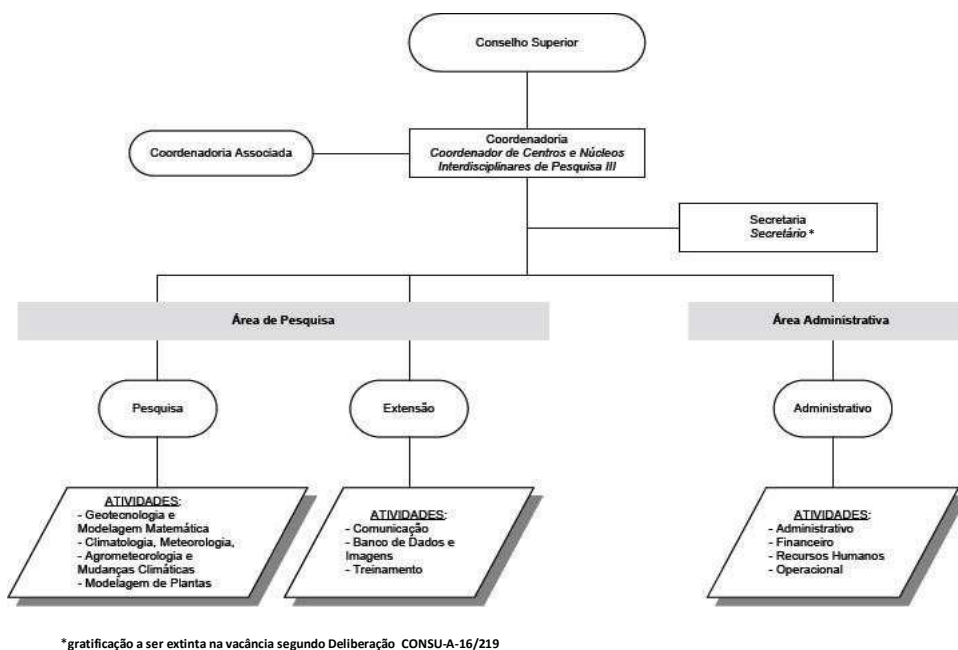 Conselho Superior
Coordenadoria Associada
Coordenadoria
Coordenador de Centros e Núcleos
Interdisciplinares de Pesquisa III
Secretaria
Secretário *
Área de Pesquisa
Área Administrativa
Pesquisa
Extensão
Administrativo
ATIVIDADES:
- Geotecnologia e
Modelagem Matemática
- Climatologia, Meteorologia,
- Agrometeorologia e
Mudanças Climáticas
- Modelagem de Plantas
ATIVIDADES:
- Comunicação
- Banco de Dados e
Imagens
- Treinamento
ATIVIDADES:
- Administrativo
- Financeiro
- Recursos Humanos
- Operacional
*gratificação a ser extinta na vacância segundo Deliberação CONSU-A-16/219